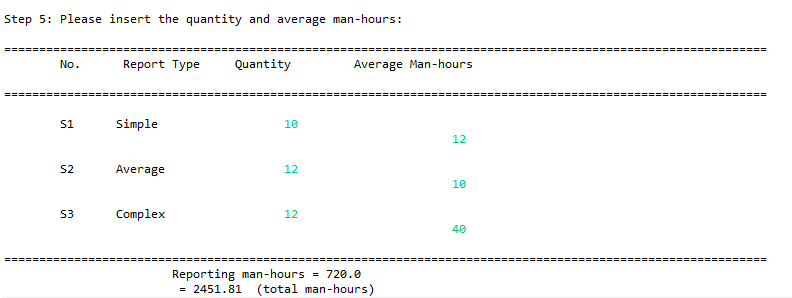 Step 5: Please insert the quantity and average man-hours:
=============================================================================================================
No. Report Type Quantity Average Man-hours
=============================================================================================================
S1 Simple 10
12
S2 Average 12
10
S3 Complex 12
40
=============================================================================================================
Reporting man-hours = 720.0
= 2451.81 (total man-hours)